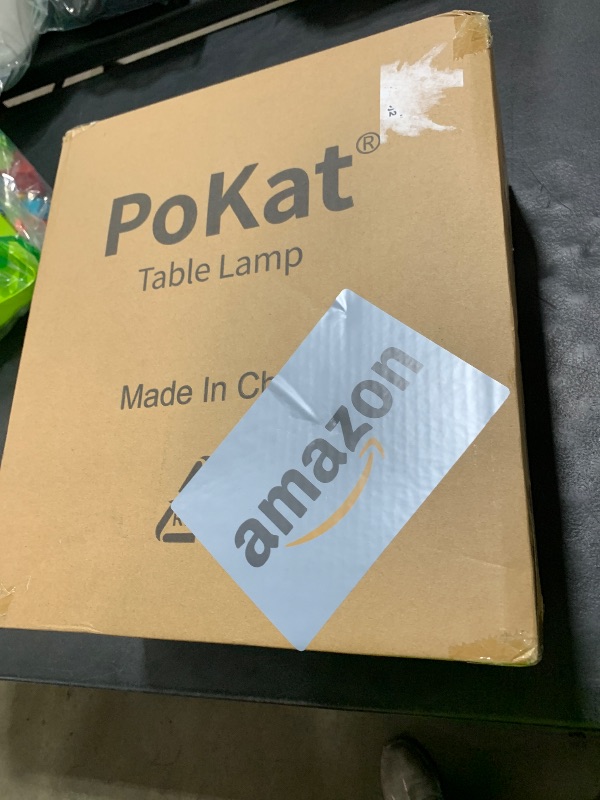 PoKat®
Table Lamp
Made In Ch
amazon